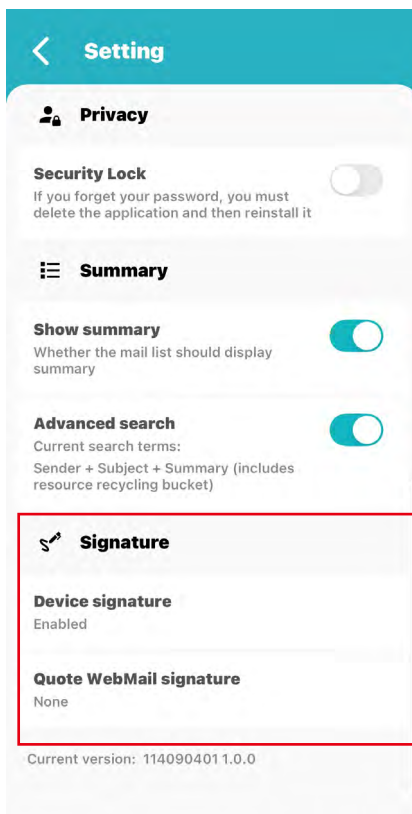 Setting
Privacy
Security Lock
If you forget your password, you must
delete the application and then reinstall it
Summary
Show summary
Whether the mail list should display
summary
Advanced search
Current search terms:
Sender + Subject + Summary (includes
resource recycling bucket)
Signature
Device signature
Enabled
Quote WebMail signature
None
Current version: 114090401 1.0.0